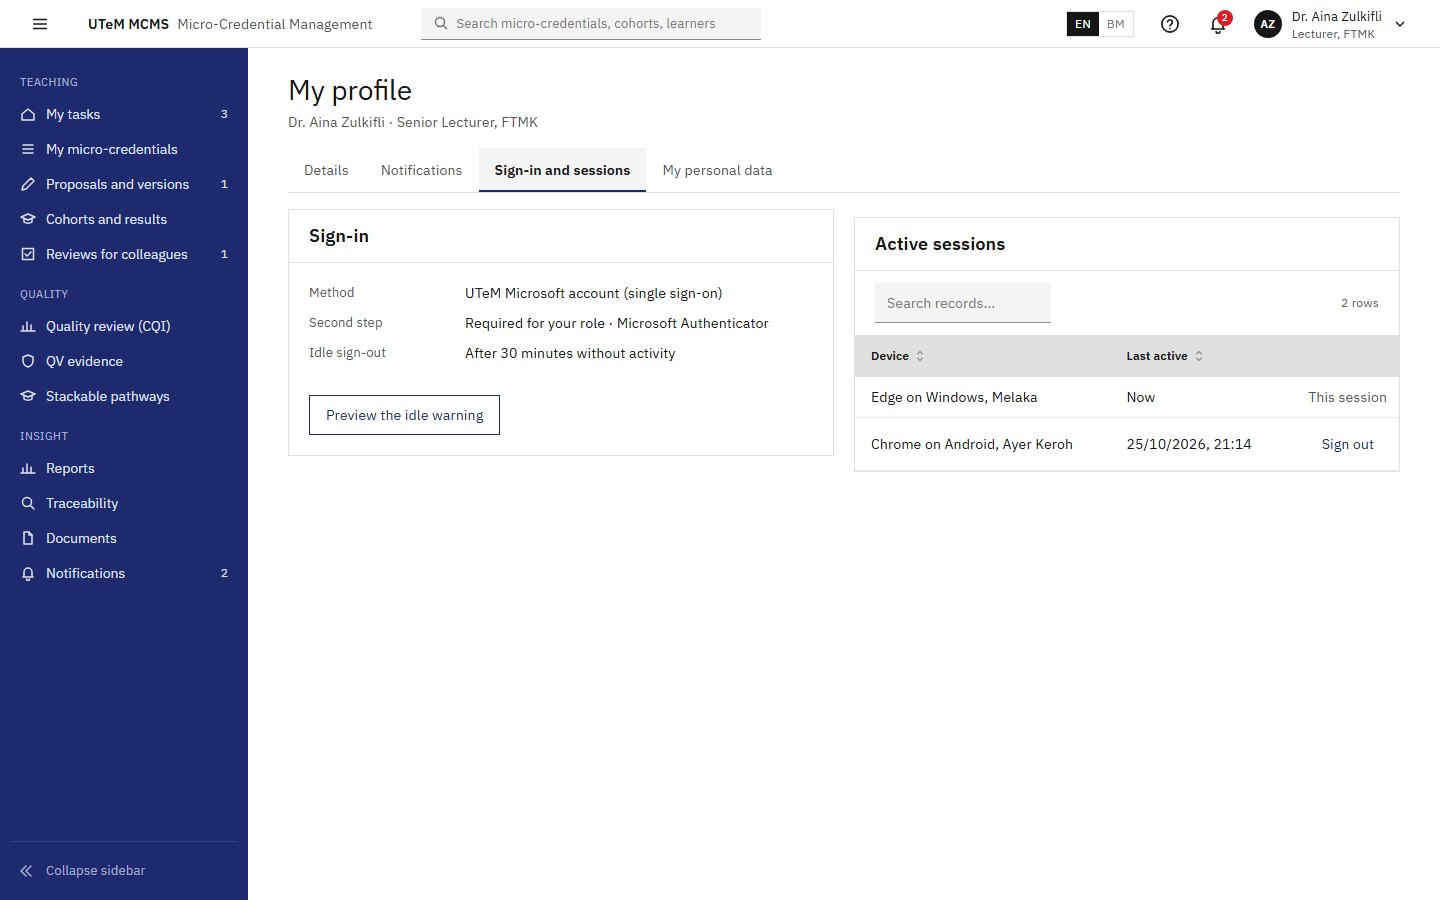 UTeM MCMS Micro-Credential Management
Search micro-credentials, cohorts, learners
EN BM
2
AZ
Dr. Aina Zulkifli
Lecturer, FTMK
TEACHING
My tasks 3
My micro-credentials
Proposals and versions 1
Cohorts and results
Reviews for colleagues 1
QUALITY
Quality review (CQI)
QV evidence
Stackable pathways
INSIGHT
Reports
Traceability
Documents
Notifications 2
Collapse sidebar
My profile
Dr. Aina Zulkifli · Senior Lecturer, FTMK
Details Notifications Sign-in and sessions My personal data
Sign-in
Method UTeM Microsoft account (single sign-on)
Second step Required for your role · Microsoft Authenticator
Idle sign-out After 30 minutes without activity
Preview the idle warning
Active sessions
Search records... 2 rows
Device Last active
Edge on Windows, Melaka Now This session
Chrome on Android, Ayer Keroh 25/10/2026, 21:14 Sign out